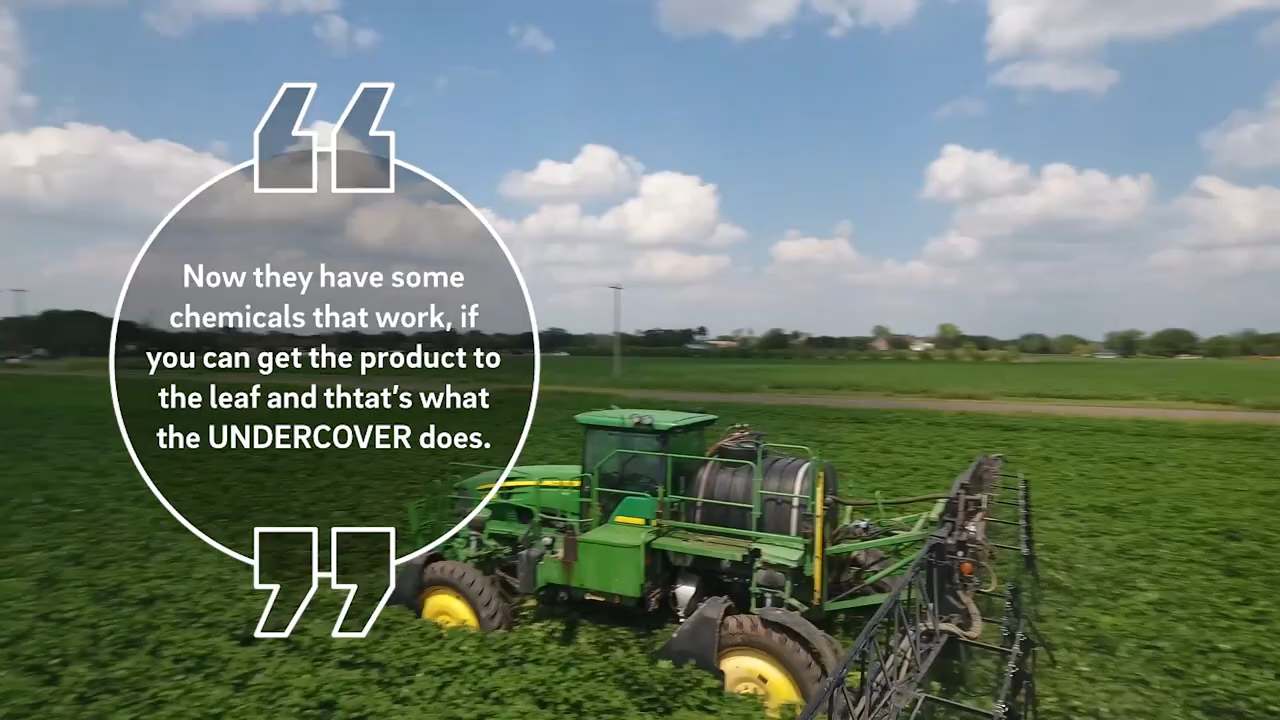 Now they have some
chemicals that work, if
you can get the product to
the leaf and thtat's what
the UNDERCOVER does.